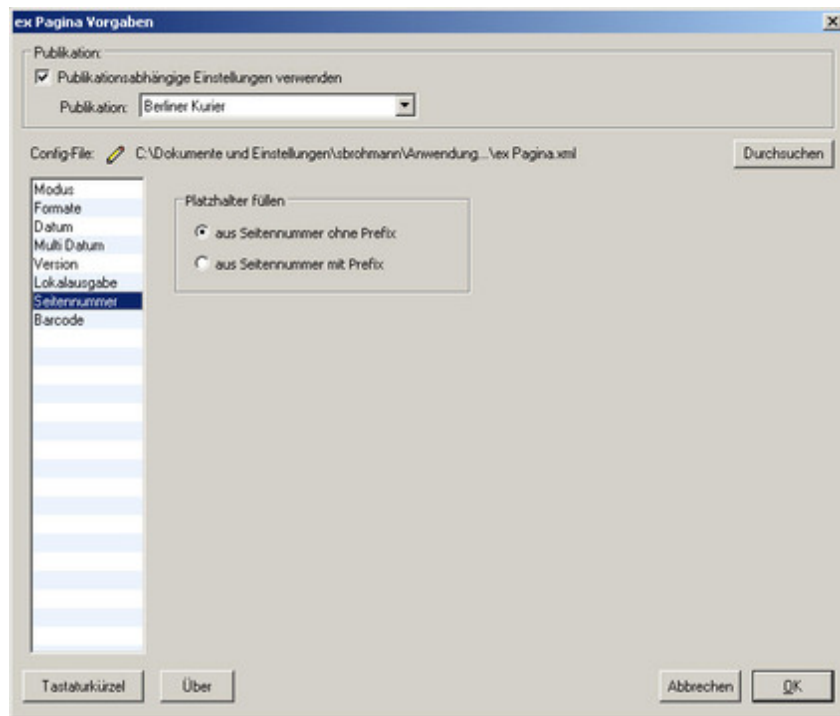 ex Pagina Vorgaben
Publikation:
Publikationsabhängige Einstellungen verwenden
Publikation: Berliner Kurier
Config-File: C:\Dokumente und Einstellungen\sbrohmann\Anwendung...\ex Pagina.xml Durchsuchen
Modus
Formate
Datum
Multi Datum
Version
Lokalausgabe
Seitennummer
Barcode
Platzhalter füllen
aus Seitennummer ohne Prefix
aus Seitennummer mit Prefix
Tastaturkürzel Über Abbrechen OK